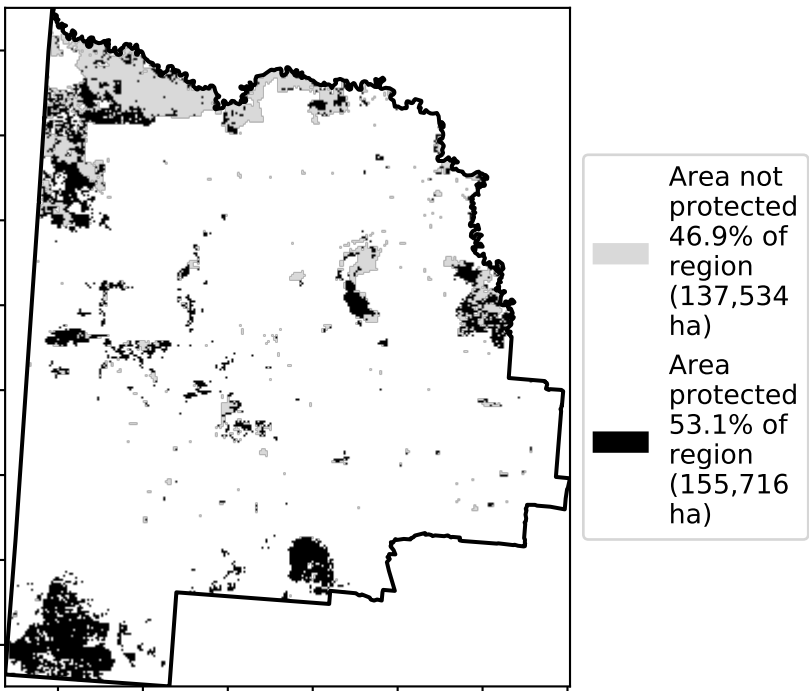 Area not
protected
46.9% of
region
(137,534
ha)
Area
protected
53.1% of
region
(155,716
ha)